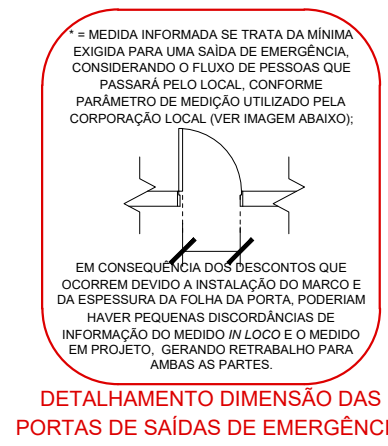 * = MEDIDA INFORMADA SE TRATA DA MÍNIMA
EXIGIDA PARA UMA SAÍDA DE EMERGÊNCIA,
CONSIDERANDO O FLUXO DE PESSOAS QUE
PASSARÁ PELO LOCAL, CONFORME
PARÂMETRO DE MEDIÇÃO UTILIZADO PELA
CORPORAÇÃO LOCAL (VER IMAGEM ABAIXO);
EM CONSEQUÊNCIA DOS DESCONTOS QUE
OCORREM DEVIDO A INSTALAÇÃO DO MARCO E
DA ESPESSURA DA FOLHA DA PORTA, PODERIAM
HAVER PEQUENAS DISCORDÂNCIAS DE
INFORMAÇÃO DO MEDIDO IN LOCO E O MEDIDO
EM PROJETO, GERANDO RETRABALHO PARA
AMBAS AS PARTES.
DETALHAMENTO DIMENSÃO DAS
PORTAS DE SAÍDAS DE EMERGÊNCI